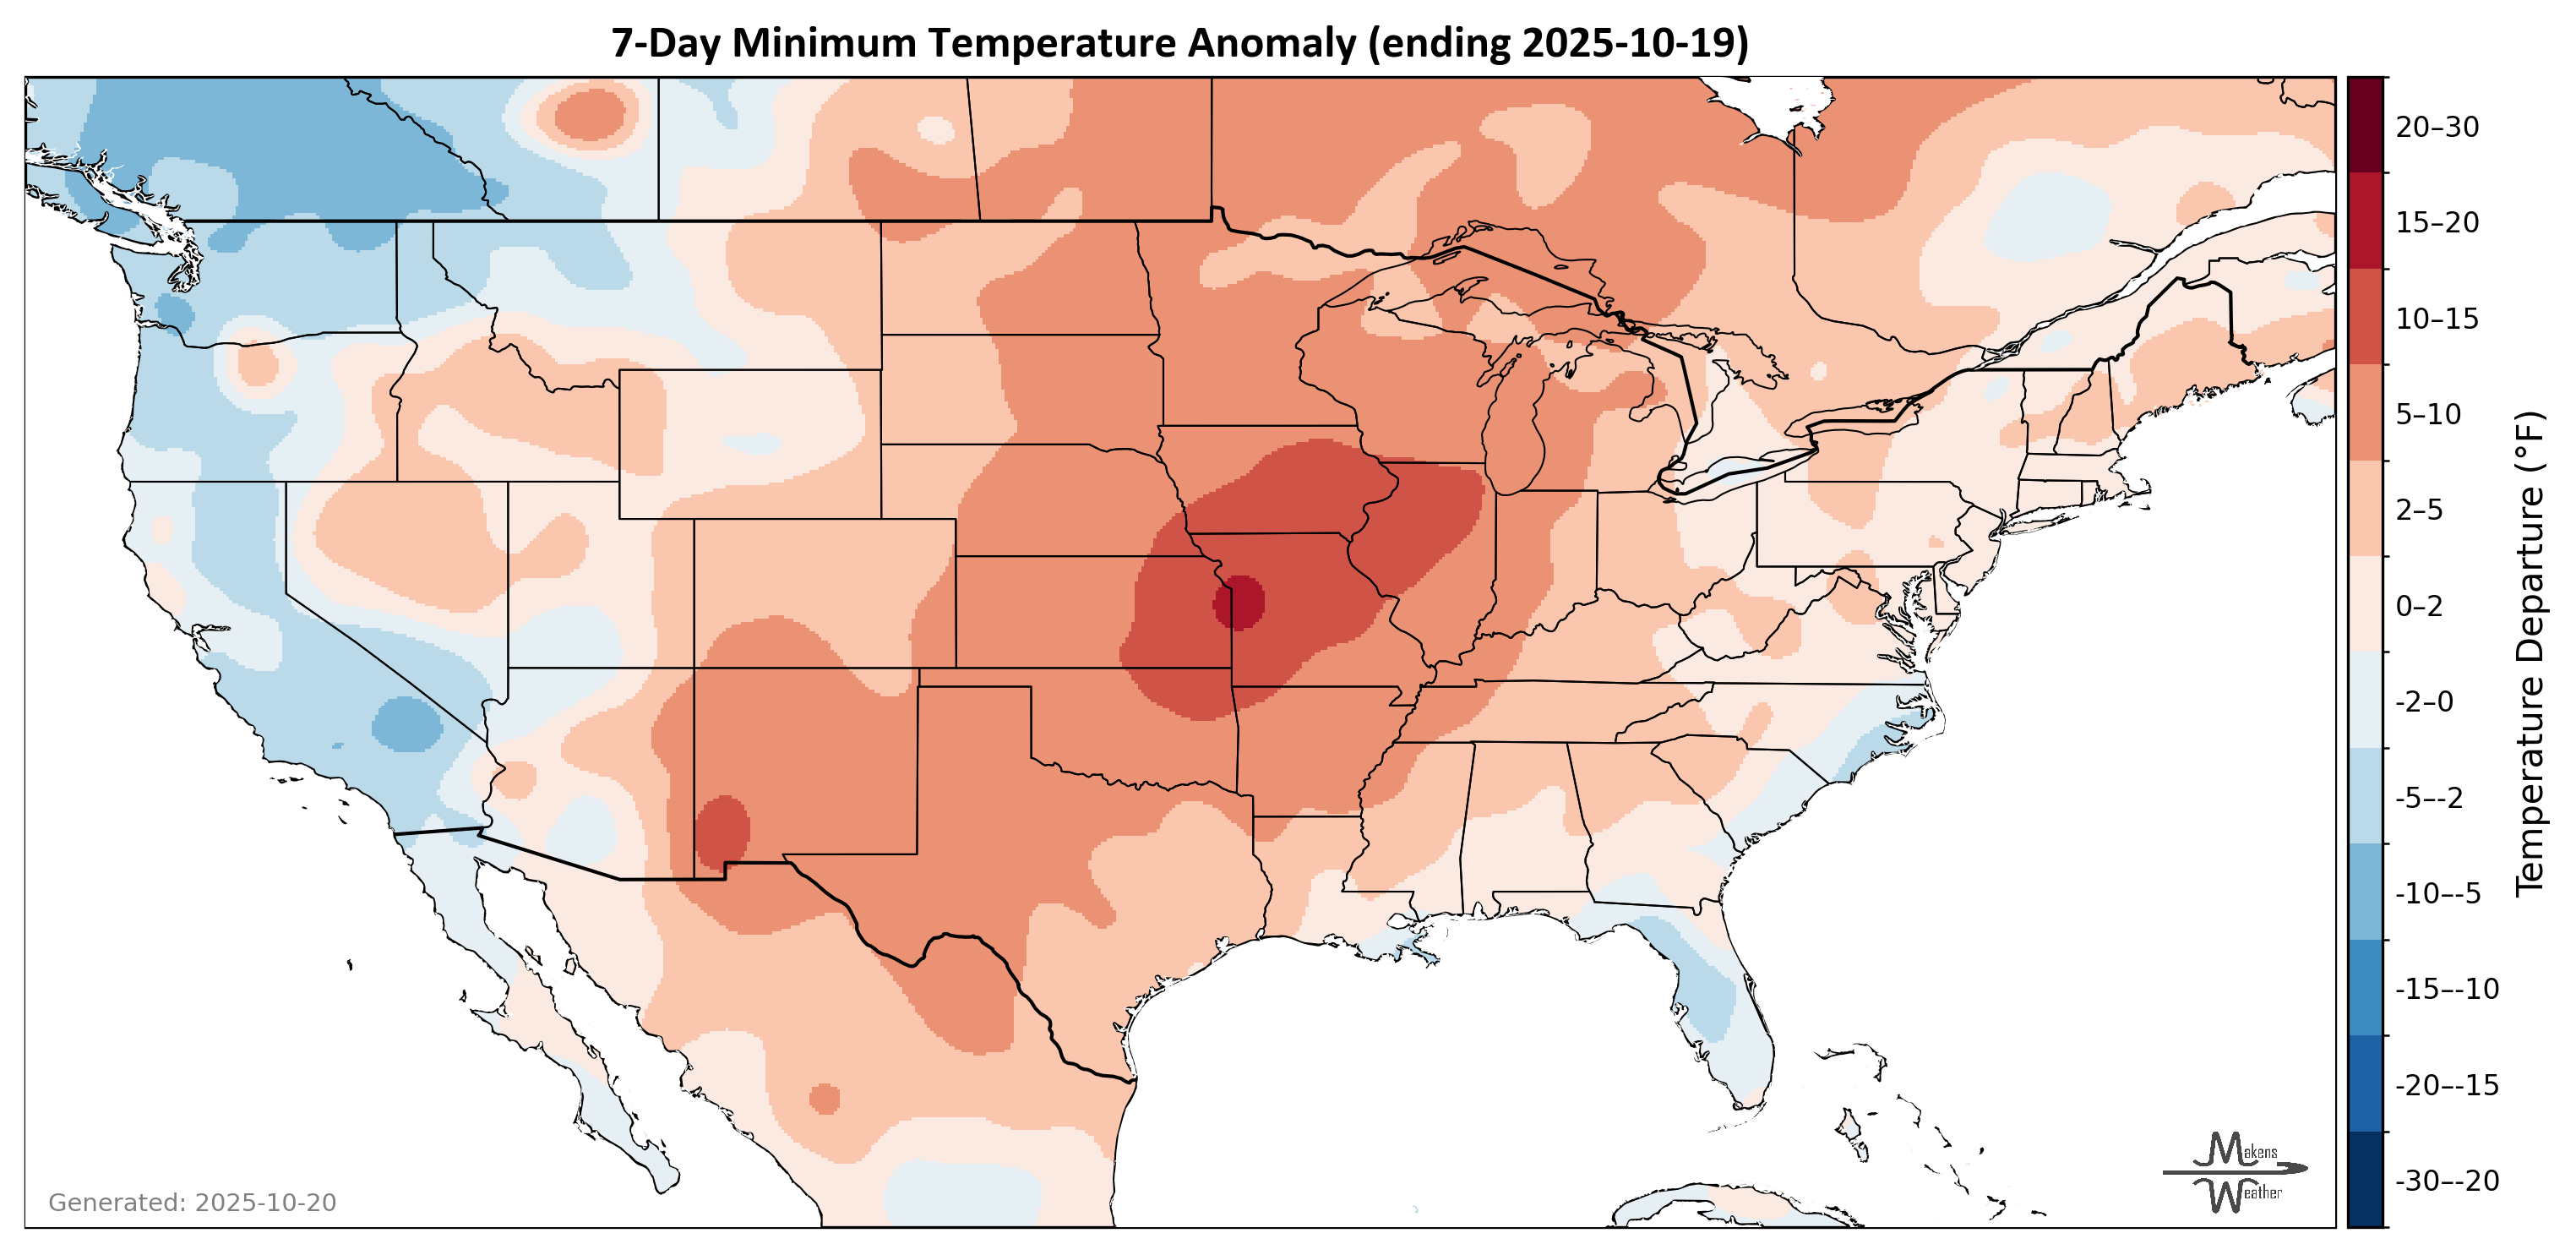 7-Day Minimum Temperature Anomaly (ending 2025-10-19)
20–30
15–20
10–15
5–10
2–5
0–2
-2–0
-5–-2
-10–-5
-15–-10
-20–-15
-30–-20
Temperature Departure (°F)
Generated: 2025-10-20
Makens
Weather